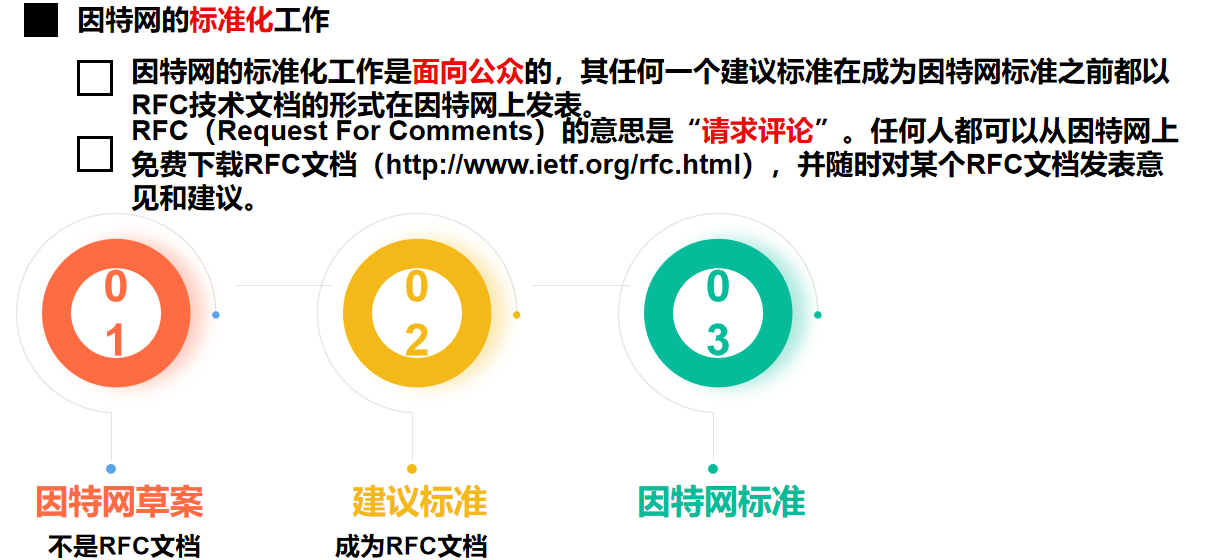 因特网的标准化工作
因特网的标准化工作是面向公众的，其任何一个建议标准在成为因特网标准之前都以
RFC技术文档的形式在因特网上发表。
RFC（Request For Comments）的意思是“请求评论”。任何人都可以从因特网上
免费下载RFC文档（http://www.ietf.org/rfc.html），并随时对某个RFC文档发表意
见和建议。
0
1
0
2
0
3
因特网草案
建议标准
因特网标准
不是RFC文档
成为RFC文档